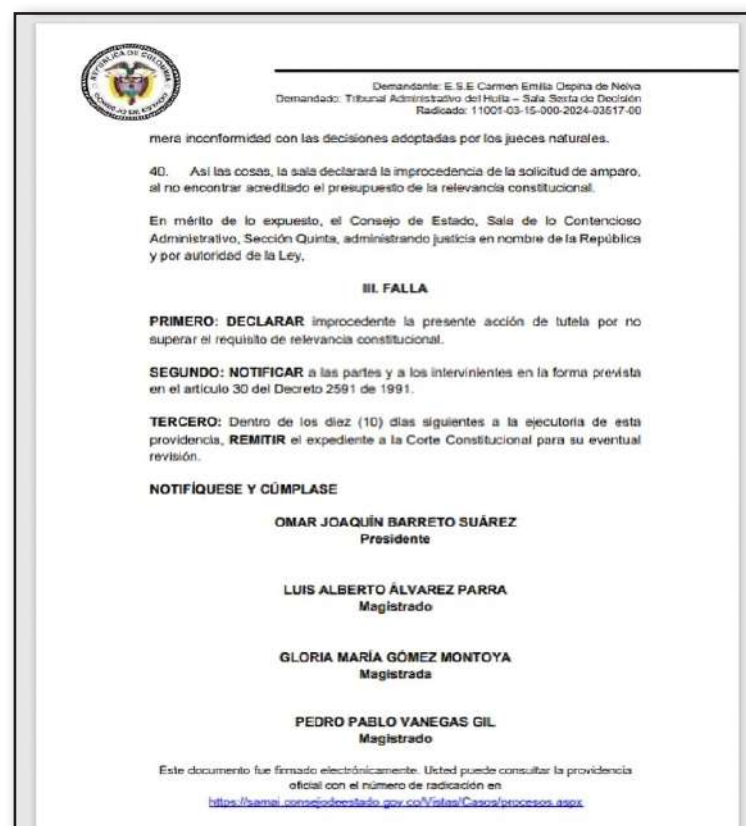 REPÚBLICA DE COLOMBIA
CONSEJO DE ESTADO
Demandante: E.S.E Carmen Emilia Ospina de Neiva
Demandado: Tribunal Administrativo del Huila – Sala Sexta de Decisión
Radicado: 11001-03-15-000-2024-03517-00
mera inconformidad con las decisiones adoptadas por los jueces naturales.
40. Así las cosas, la sala declarará la improcedencia de la solicitud de amparo,
al no encontrar acreditado el presupuesto de la relevancia constitucional.
En mérito de lo expuesto, el Consejo de Estado, Sala de lo Contencioso
Administrativo, Sección Quinta, administrando justicia en nombre de la República
y por autoridad de la Ley,
III. FALLA
PRIMERO: DECLARAR improcedente la presente acción de tutela por no
superar el requisito de relevancia constitucional.
SEGUNDO: NOTIFICAR a las partes y a los intervinientes en la forma prevista
en el artículo 30 del Decreto 2591 de 1991.
TERCERO: Dentro de los diez (10) días siguientes a la ejecutoria de esta
providencia, REMITIR el expediente a la Corte Constitucional para su eventual
revisión.
NOTIFÍQUESE Y CÚMPLASE
OMAR JOAQUÍN BARRETO SUÁREZ
Presidente
LUIS ALBERTO ÁLVAREZ PARRA
Magistrado
GLORIA MARÍA GÓMEZ MONTOYA
Magistrada
PEDRO PABLO VANEGAS GIL
Magistrado
Este documento fue firmado electrónicamente. Usted puede consultar la providencia
oficial con el número de radicación en
https://samai.consejodeestado.gov.co/Vistas/Casos/procesos.aspx